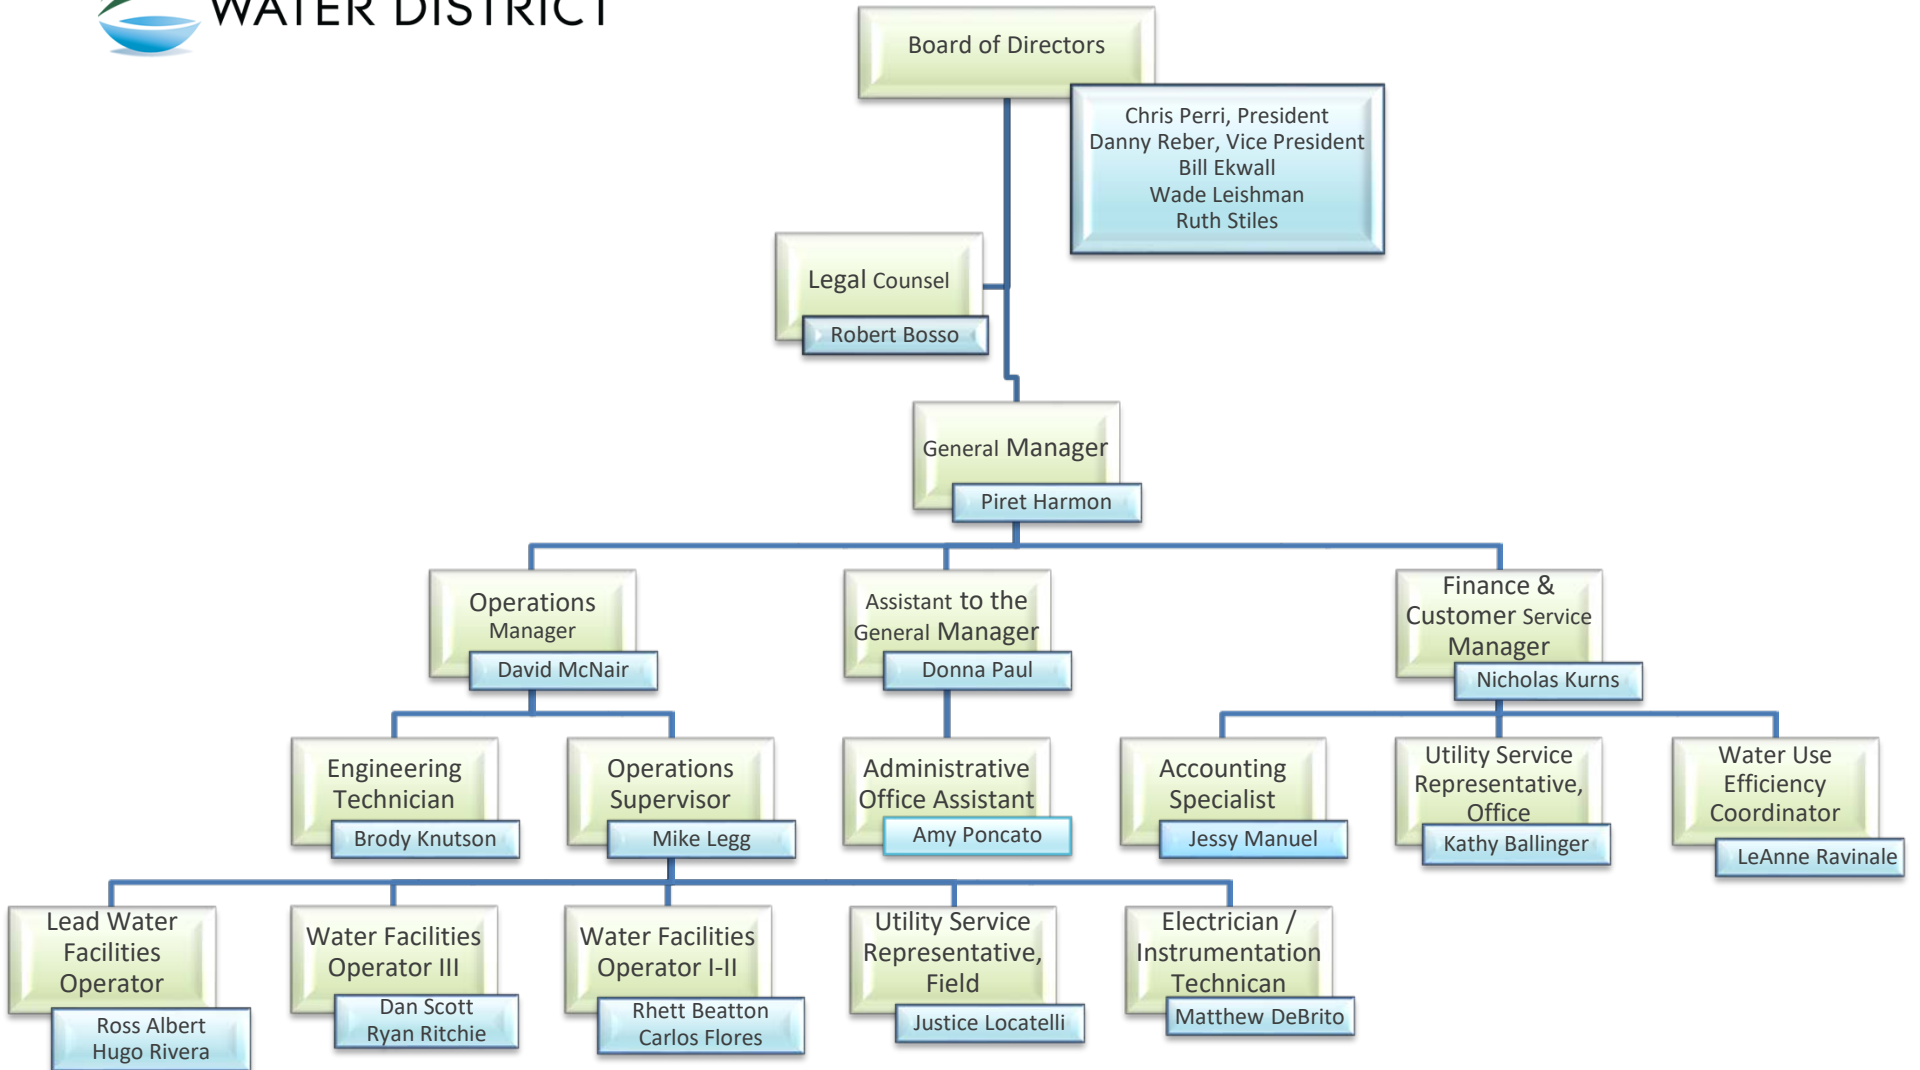 WATER DISTRICT
Board of Directors
Chris Perri, President
Danny Reber, Vice President
Bill Ekwall
Wade Leishman
Ruth Stiles
Legal Counsel
Robert Bosso
General Manager
Piret Harmon
Operations
Manager
David McNair
Assistant to the
General Manager
Donna Paul
Finance &
Customer Service
Manager
Nicholas Kurns
Engineering
Technician
Brody Knutson
Operations
Supervisor
Mike Legg
Administrative
Office Assistant
Amy Poncato
Accounting
Specialist
Jessy Manuel
Utility Service
Representative,
Office
Kathy Ballinger
Water Use
Efficiency
Coordinator
LeAnne Ravinale
Lead Water
Facilities
Operator
Ross Albert
Hugo Rivera
Water Facilities
Operator III
Dan Scott
Ryan Ritchie
Water Facilities
Operator I-II
Rhett Beatton
Carlos Flores
Utility Service
Representative,
Field
Justice Locatelli
Electrician /
Instrumentation
Technican
Matthew DeBrito